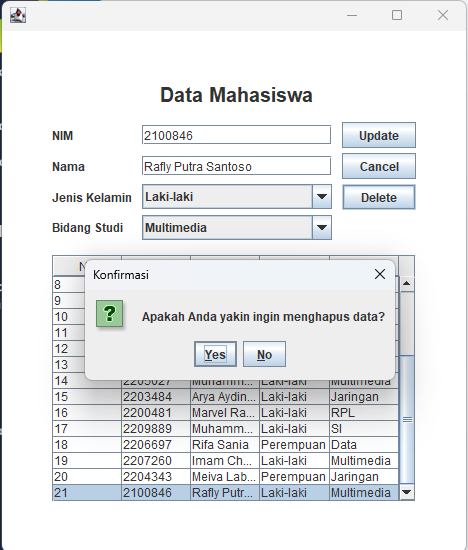 Data Mahasiswa
NIM 2100846 Update
Nama Rafly Putra Santoso Cancel
Jenis Kelamin Laki-laki Delete
Bidang Studi Multimedia
N
8
9
10
11
12
13
Konfirmasi
Apakah Anda yakin ingin menghapus data?
Yes No
14 2205027 Muhamm... Laki-laki Multimedia
15 2203484 Arya Aydin... Laki-laki Jaringan
16 2200481 Marvel Ra... Laki-laki RPL
17 2209889 Muhamm... Laki-laki SI
18 2206697 Rifa Sania Perempuan Data
19 2207260 Imam Ch... Laki-laki Multimedia
20 2204343 Meiva Lab... Perempuan Jaringan
21 2100846 Rafly Putr... Laki-laki Multimedia